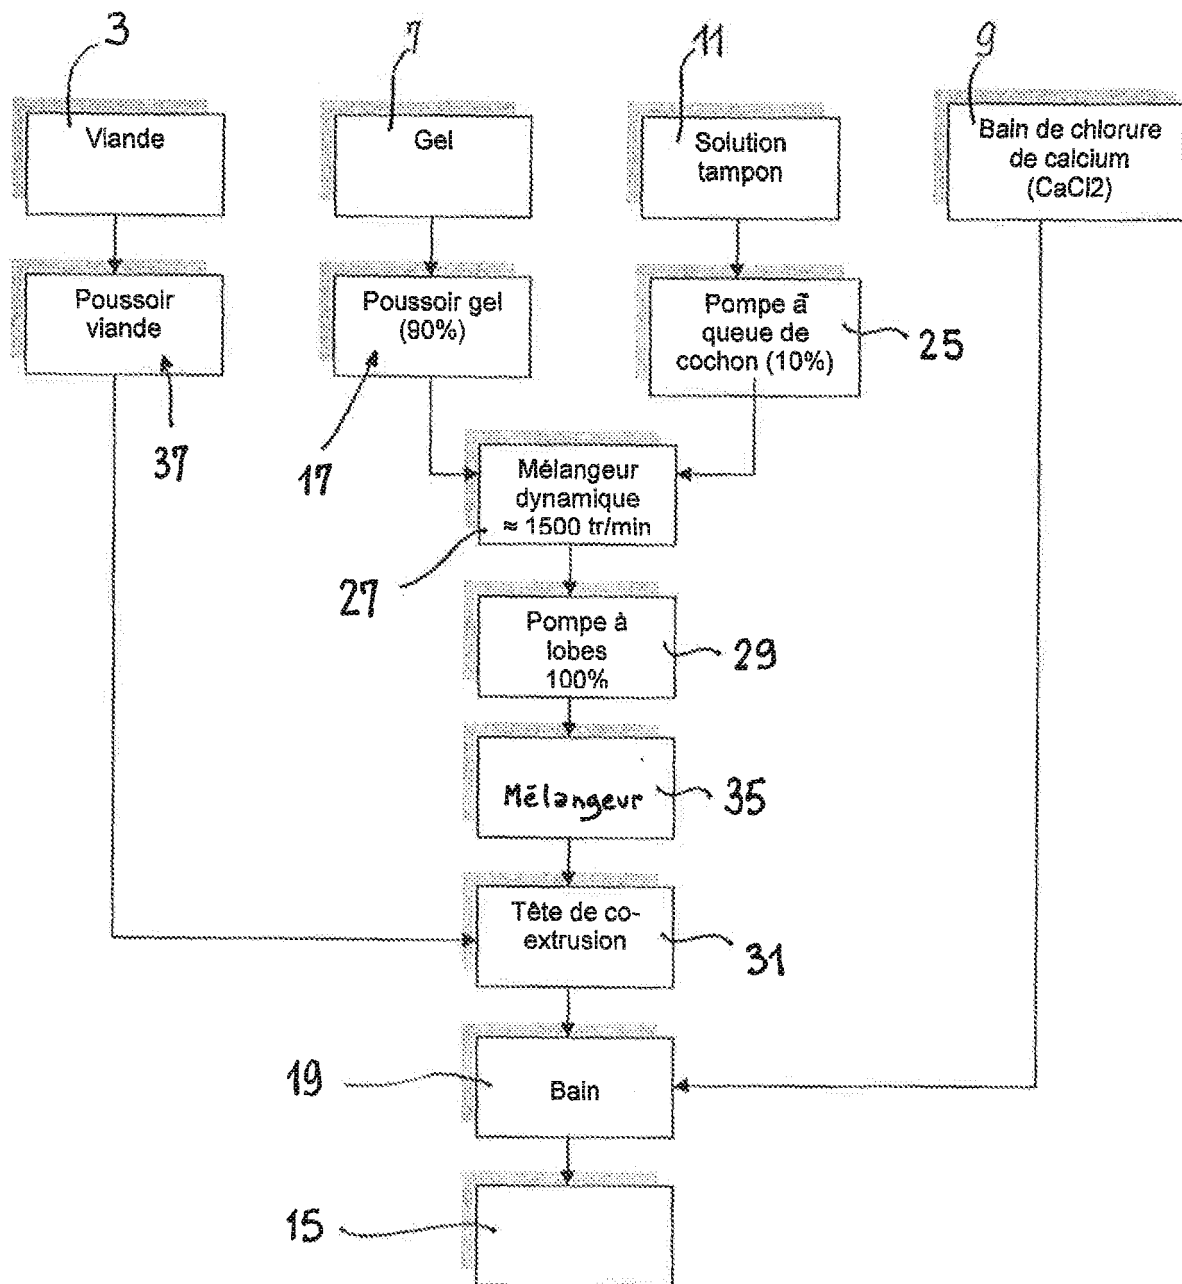 3
7
11
9
Viande
Gel
Solution
tampon
Bain de chlorure
de calcium
(CaCl2)
Poussoir
viande
Poussoir gel
(90%)
Pompe à
queue de
cochon (10%)
25
37
17
Mélangeur
dynamique
≈ 1500 tr/min
27
Pompe à
lobes
100%
29
Mélangeur
35
Tête de co-
extrusion
31
19
Bain
15